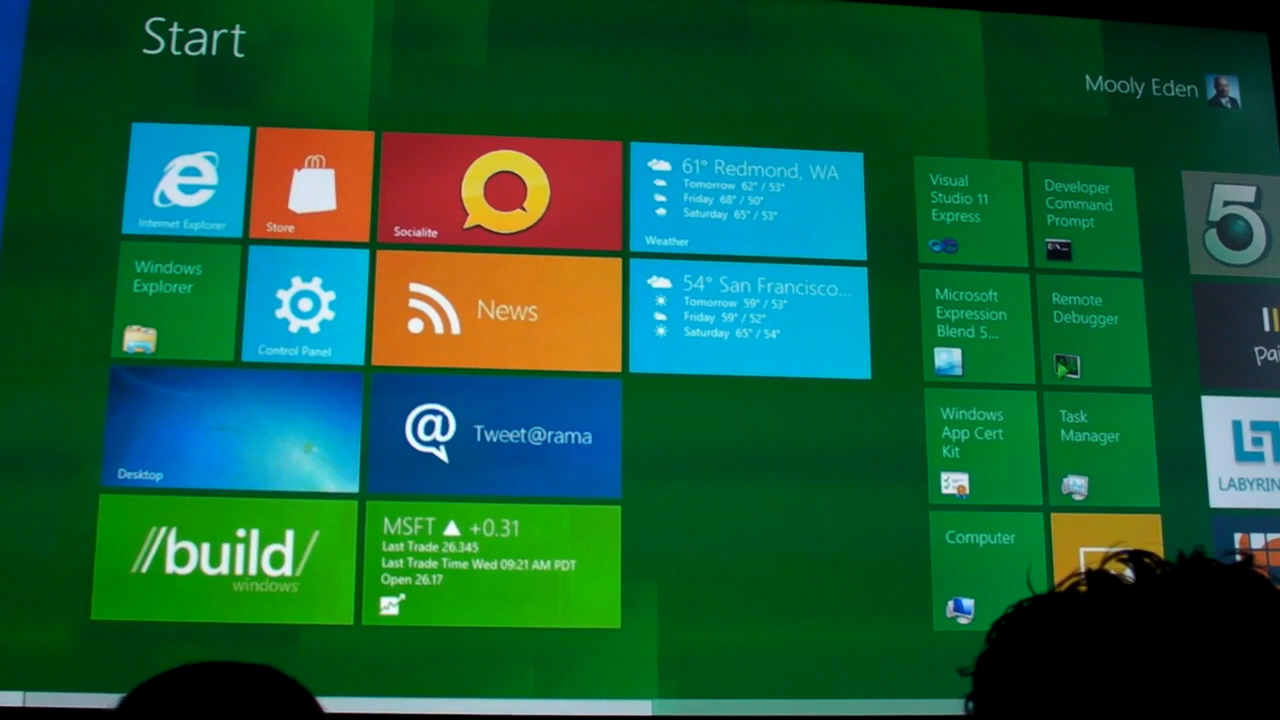 Start
Mooly Eden
Internet Explorer
Store
Socilite
61° Redmond, WA
Tomorrow 62° / 53°
Friday 68° / 50°
Saturday 65° / 53°
Weather
Visual
Studio 11
Express
Developer
Command
Prompt
5
Windows
Explorer
Control Panel
News
54° San Francisco...
Tomorrow 59° / 53°
Friday 59° / 52°
Saturday 65° / 54°
Microsoft
Expression
Blend 5...
Remote
Debugger
Desktop
@
Tweet@rama
Windows
App Cert
Kit
Task
Manager
//build/
windows
MSFT ▲ +0.31
Last Trade 26.345
Last Trade Time Wed 09:21 AM PDT
Open 26.17
Computer